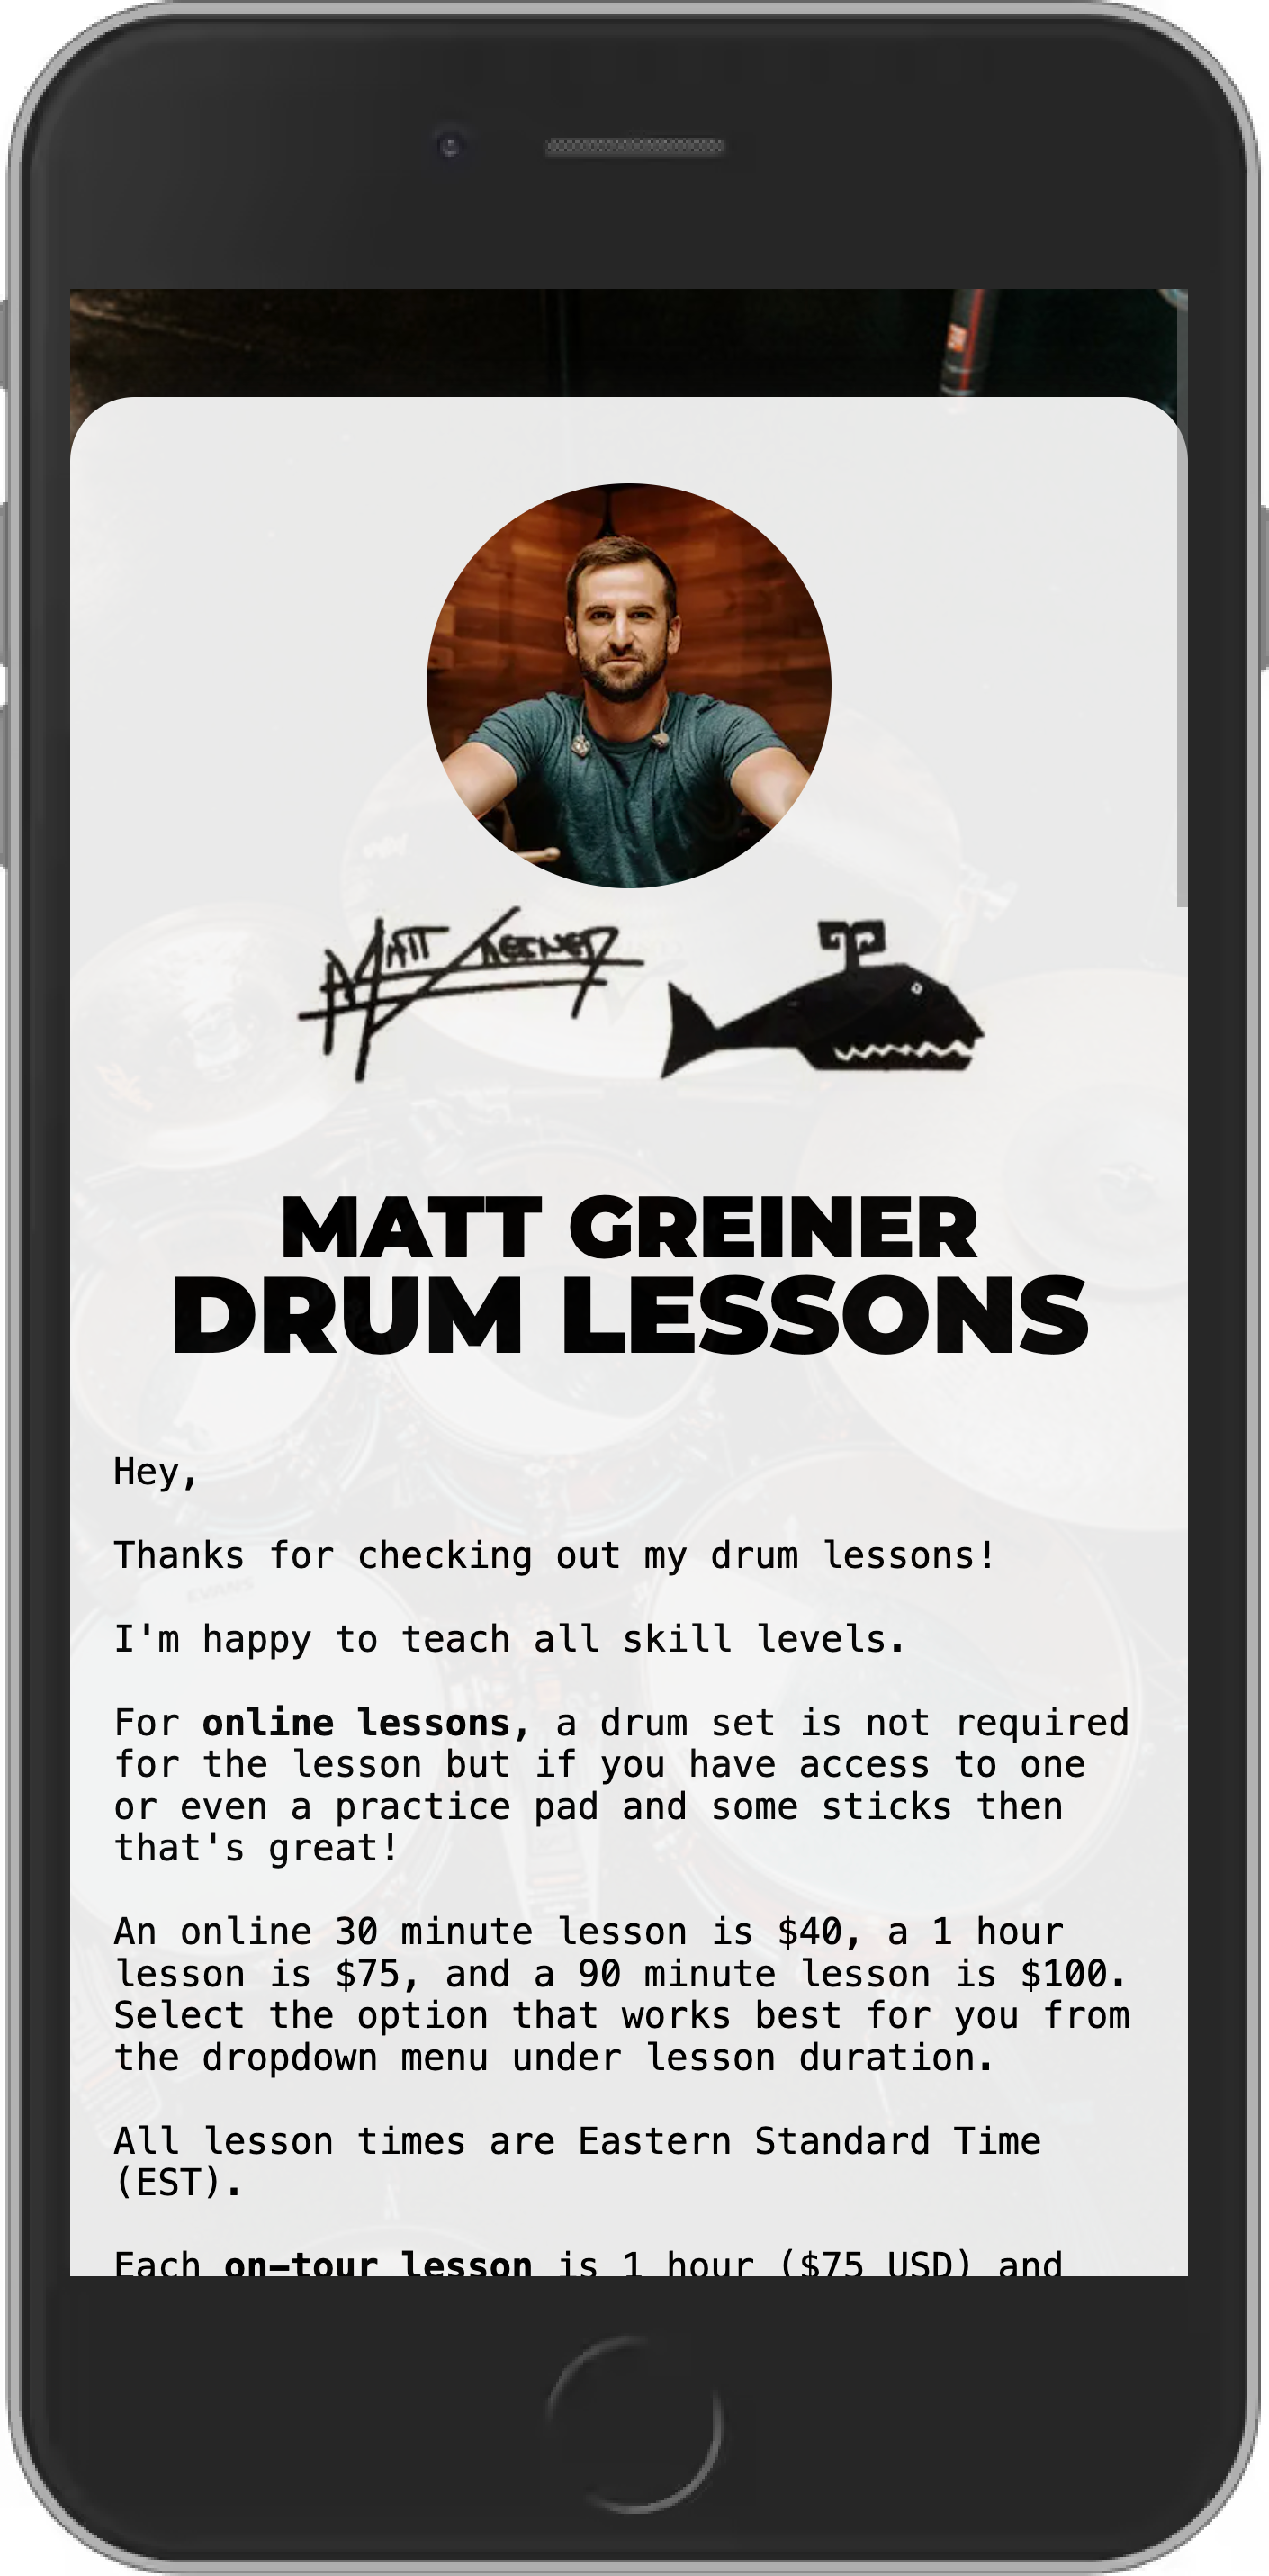 MATT GREINER
MATT GREINER
DRUM LESSONS
Hey,
Thanks for checking out my drum lessons!
I'm happy to teach all skill levels.
EVANS
For online lessons, a drum set is not required
for the lesson but if you have access to one
or even a practice pad and some sticks then
that's great!
An online 30 minute lesson is $40, a 1 hour
lesson is $75, and a 90 minute lesson is $100.
Select the option that works best for you from
the dropdown menu under lesson duration.
All lesson times are Eastern Standard Time
(EST).
Each on-tour lesson is 1 hour ($75 USD) and